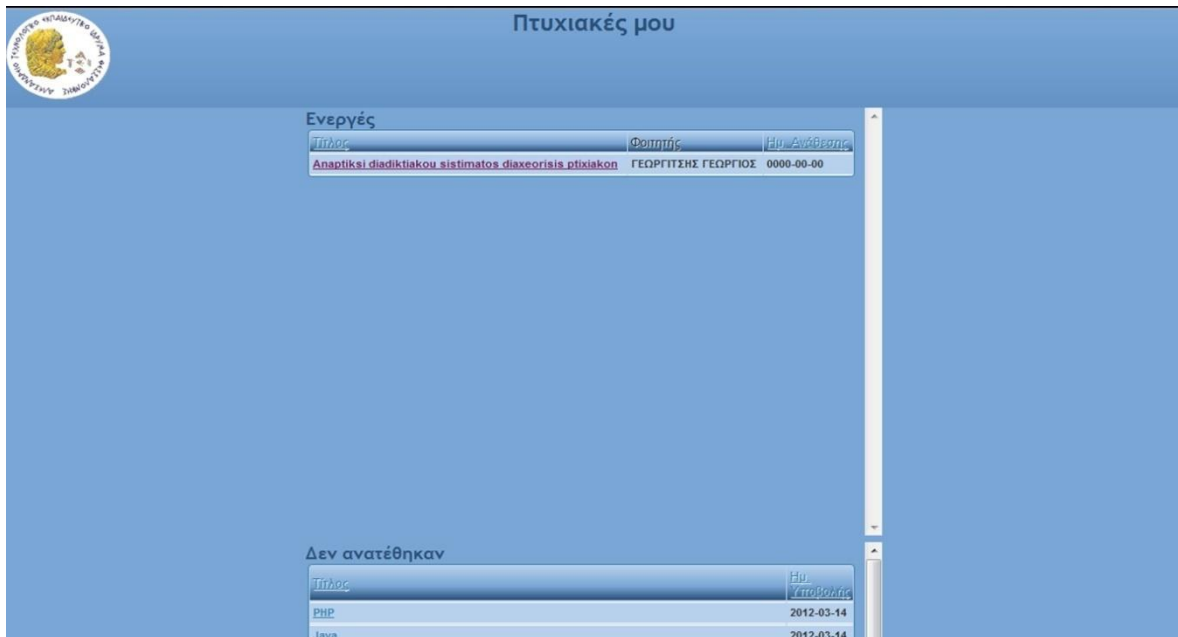 Πτυχιακές μου
Ενεργές
Τίτλος Φοιτητής Ημ. Ανάθεσης
Anaptiksi diadiktiakou sistimatos diaxeorisis ptixiakon ΓΕΩΡΓΙΤΣΗΣ ΓΕΩΡΓΙΟΣ 0000-00-00
Δεν ανατέθηκαν
Τίτλος Ημ.
Υποβολής
PHP 2012-03-14
Java 2012-03-14